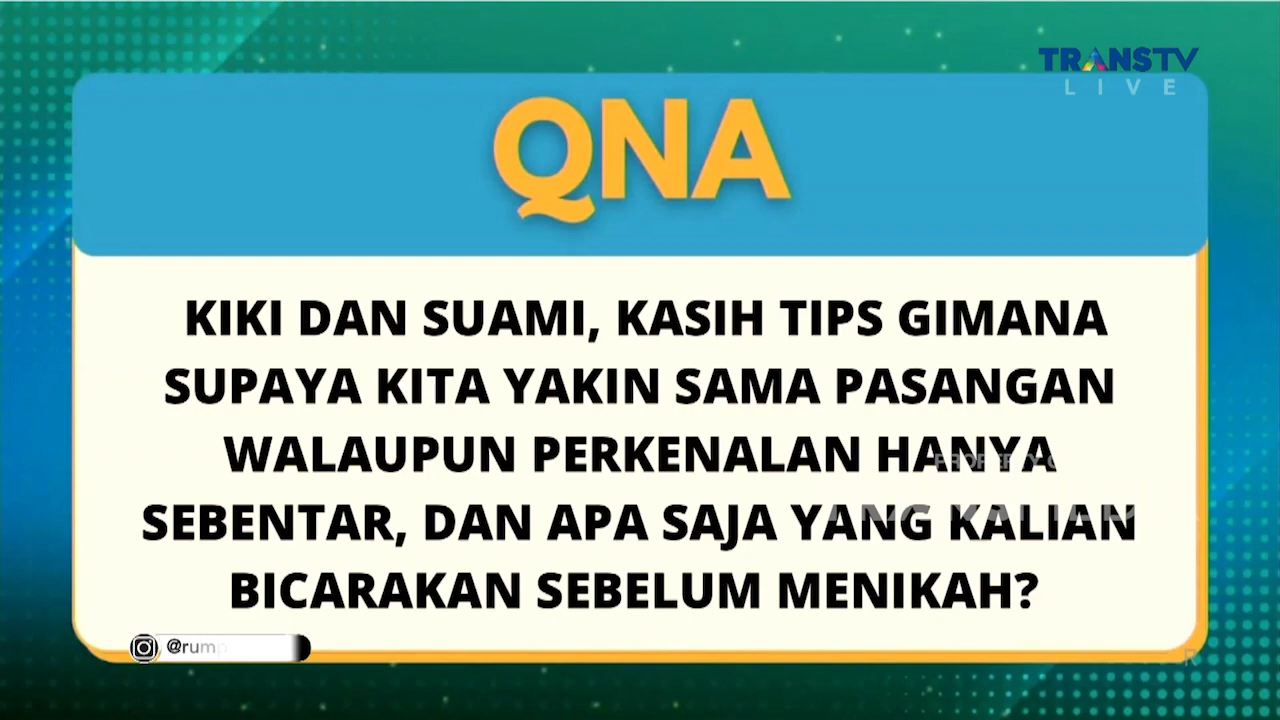 TRANSTV
LIVE
QNA
KIKI DAN SUAMI, KASIH TIPS GIMANA
SUPAYA KITA YAKIN SAMA PASANGAN
WALAUPUN PERKENALAN HANYA
SEBENTAR, DAN APA SAJA YANG KALIAN
BICARAKAN SEBELUM MENIKAH?
@rump